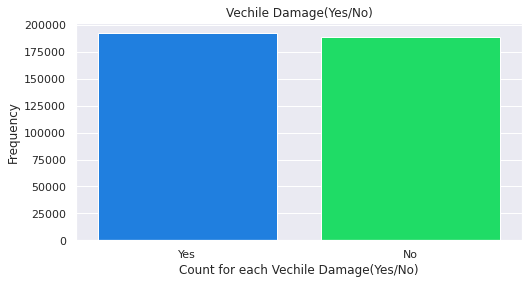 Vechile Damage(Yes/No)
200000
175000
150000
125000
100000
75000
50000
25000
0
Frequency
Yes No
Count for each Vechile Damage(Yes/No)